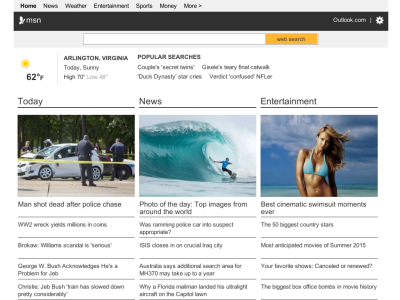 Home News Weather Entertainment Sports Money More >
msn Outlook.com |
web search
ARLINGTON, VIRGINIA
Today, Sunny
62°F High 70° Low 48°
POPULAR SEARCHES
Couple's 'secret twins' Gisele's teary final catwalk
'Duck Dynasty' star cries Verdict 'confused' NFLer
Today
Man shot dead after police chase
WW2 wreck yields millions in coins
Brokaw: Williams scandal is 'serious'
George W. Bush Acknowledges He's a
Problem for Jeb
Christie: Jeb Bush 'train has slowed down
pretty considerably'
News
Photo of the day: Top images from
around the world
Was ramming police car to suspect
appropriate?
ISIS closes in on crucial Iraq city
Australia says additional search area for
MH370 may take up to a year
Why a Florida mailman landed his ultralight
aircraft on the Capitol lawn
Entertainment
Best cinematic swimsuit moments
ever
The 50 biggest country stars
Most anticipated movies of Summer 2015
Your favorite shows: Canceled or renewed?
The biggest box office bombs in movie history